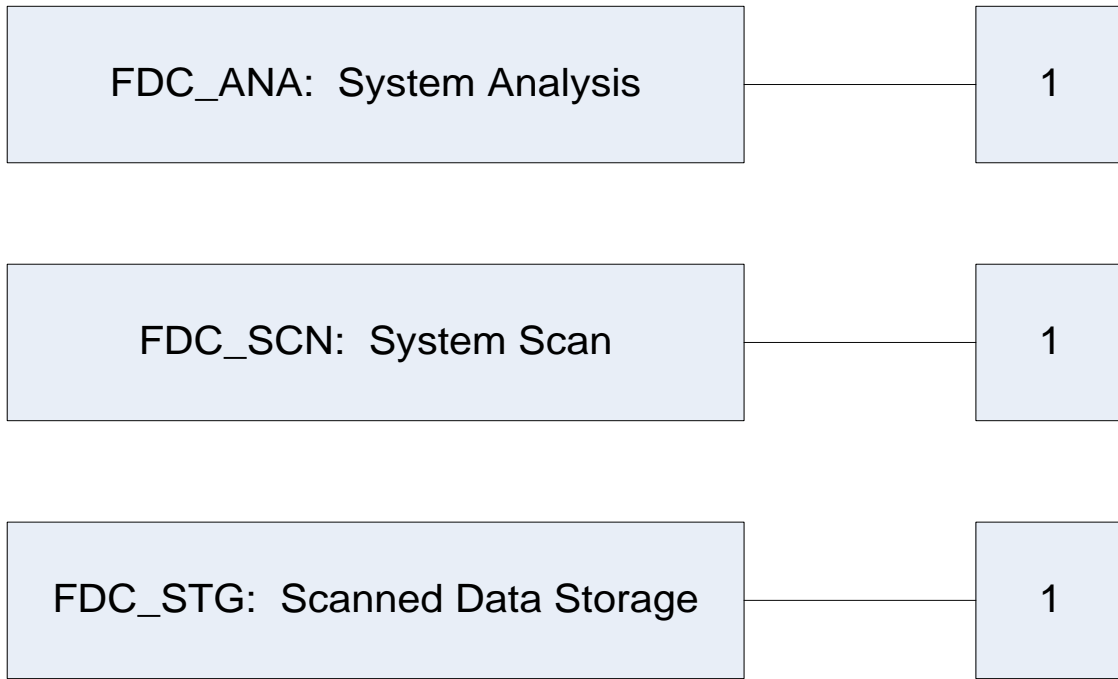 FDC_ANA:  System Analysis 1
FDC_SCN:  System Scan 1
FDC_STG:  Scanned Data Storage 1